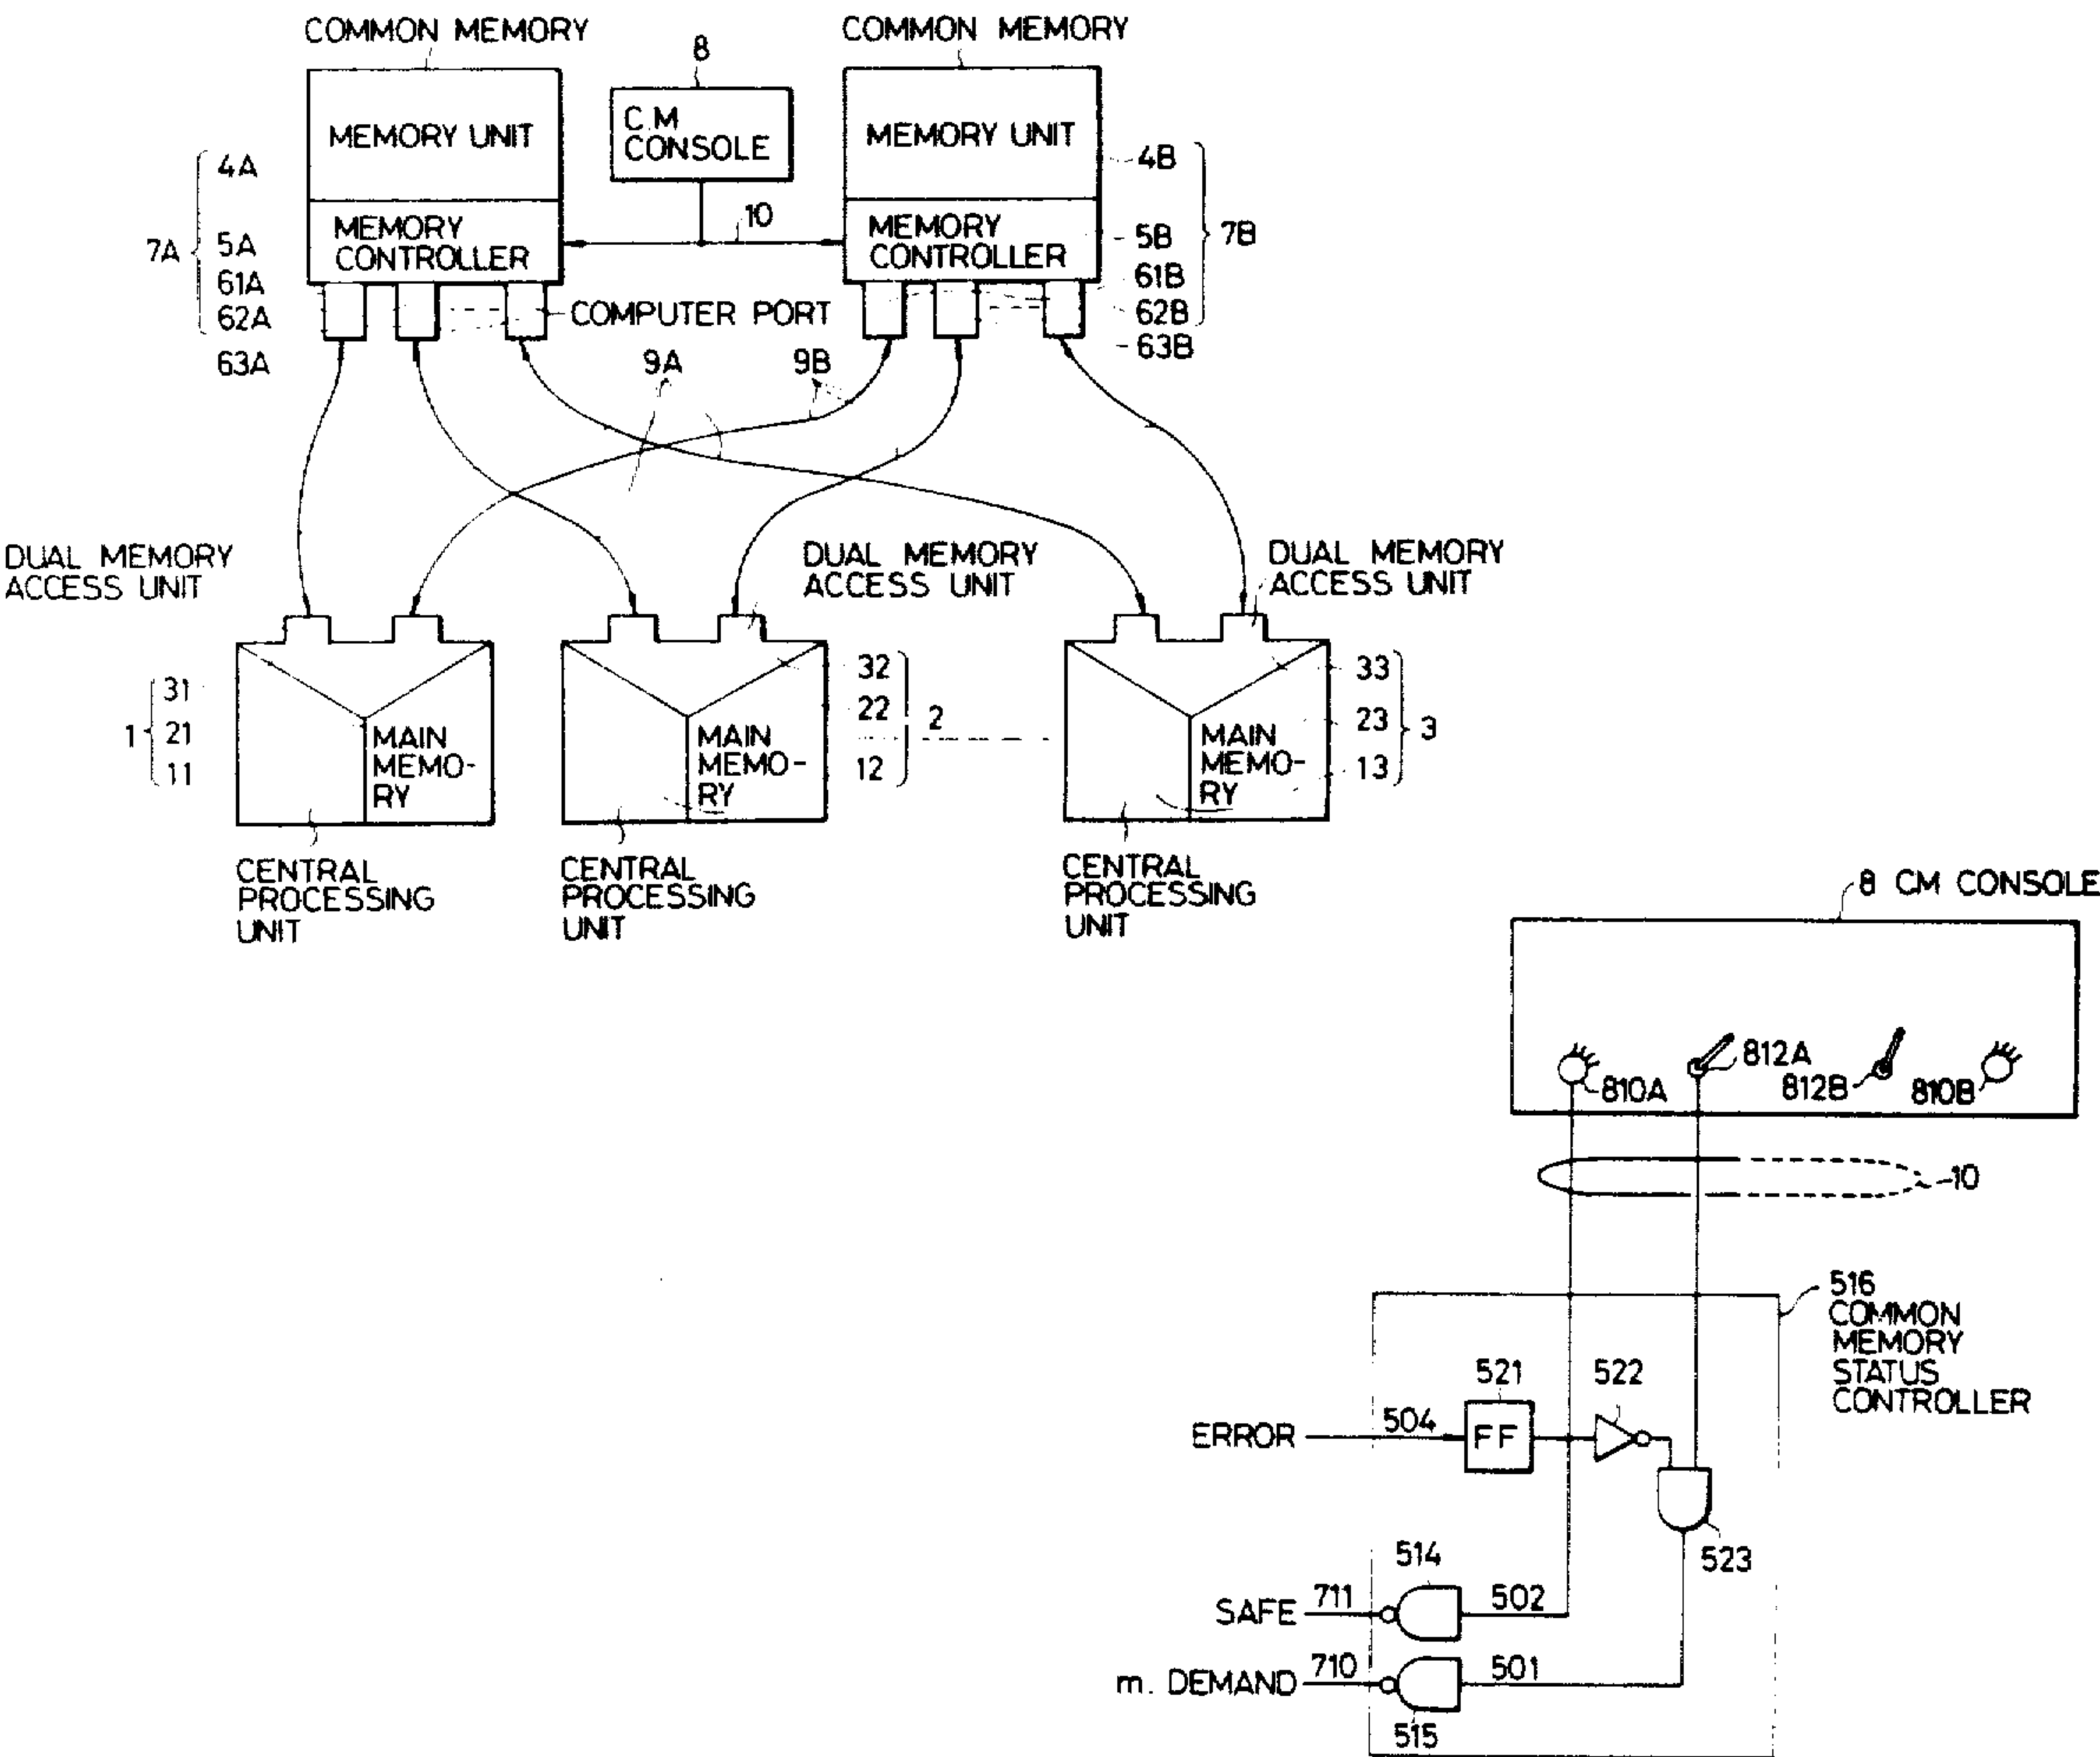 COMMON MEMORY
8
COMMON MEMORY
MEMORY UNIT
C.M
CONSOLE
MEMORY UNIT
4A
4B
10
MEMORY
CONTROLLER
MEMORY
CONTROLLER
7A
5A
61A
62A
63A
5B
7B
61B
62B
63B
COMPUTER PORT
9A
9B
DUAL MEMORY
ACCESS UNIT
DUAL MEMORY
ACCESS UNIT
DUAL MEMORY
ACCESS UNIT
1
31
21
11
MAIN
MEMO-
RY
MAIN
MEMO-
RY
32
22
12
2
MAIN
MEMO-
RY
33
23
13
3
CENTRAL
PROCESSING
UNIT
CENTRAL
PROCESSING
UNIT
CENTRAL
PROCESSING
UNIT
8 CM CONSOLE
810A
812A
812B
810B
10
516
COMMON
MEMORY
STATUS
CONTROLLER
521
522
ERROR
504
FF
523
514
SAFE
711
502
m. DEMAND
710
501
515